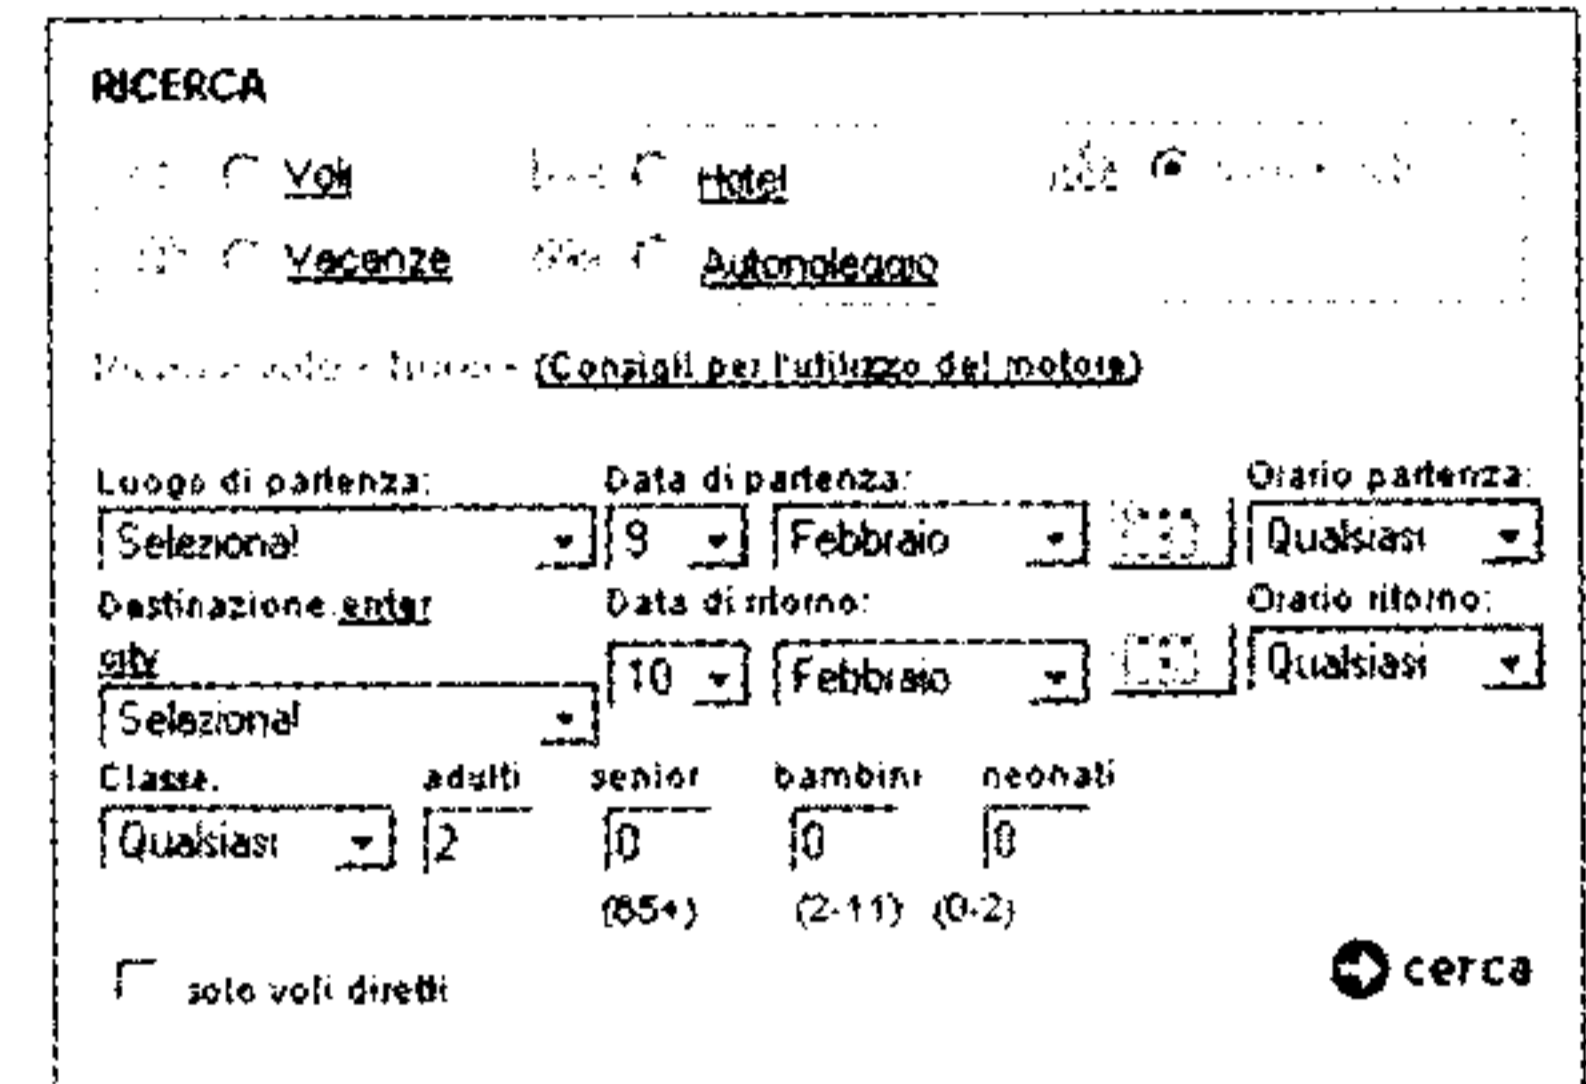 RICERCA
Voli Hotel
Vacanze Autonoleggio
(Consigli per l'utilizzo del motore)
Luogo di partenza: Data di partenza: Orario partenza:
Seleziona! 9 Febbraio Qualsiasi
Destinazione: enter Data di ritorno: Orario ritorno:
city 10 Febbraio Qualsiasi
Seleziona!
Classe: adulti senior bambini neonati
Qualsiasi 2 0 0 0
(2-11) (0-2)
solo voli diretti cerca